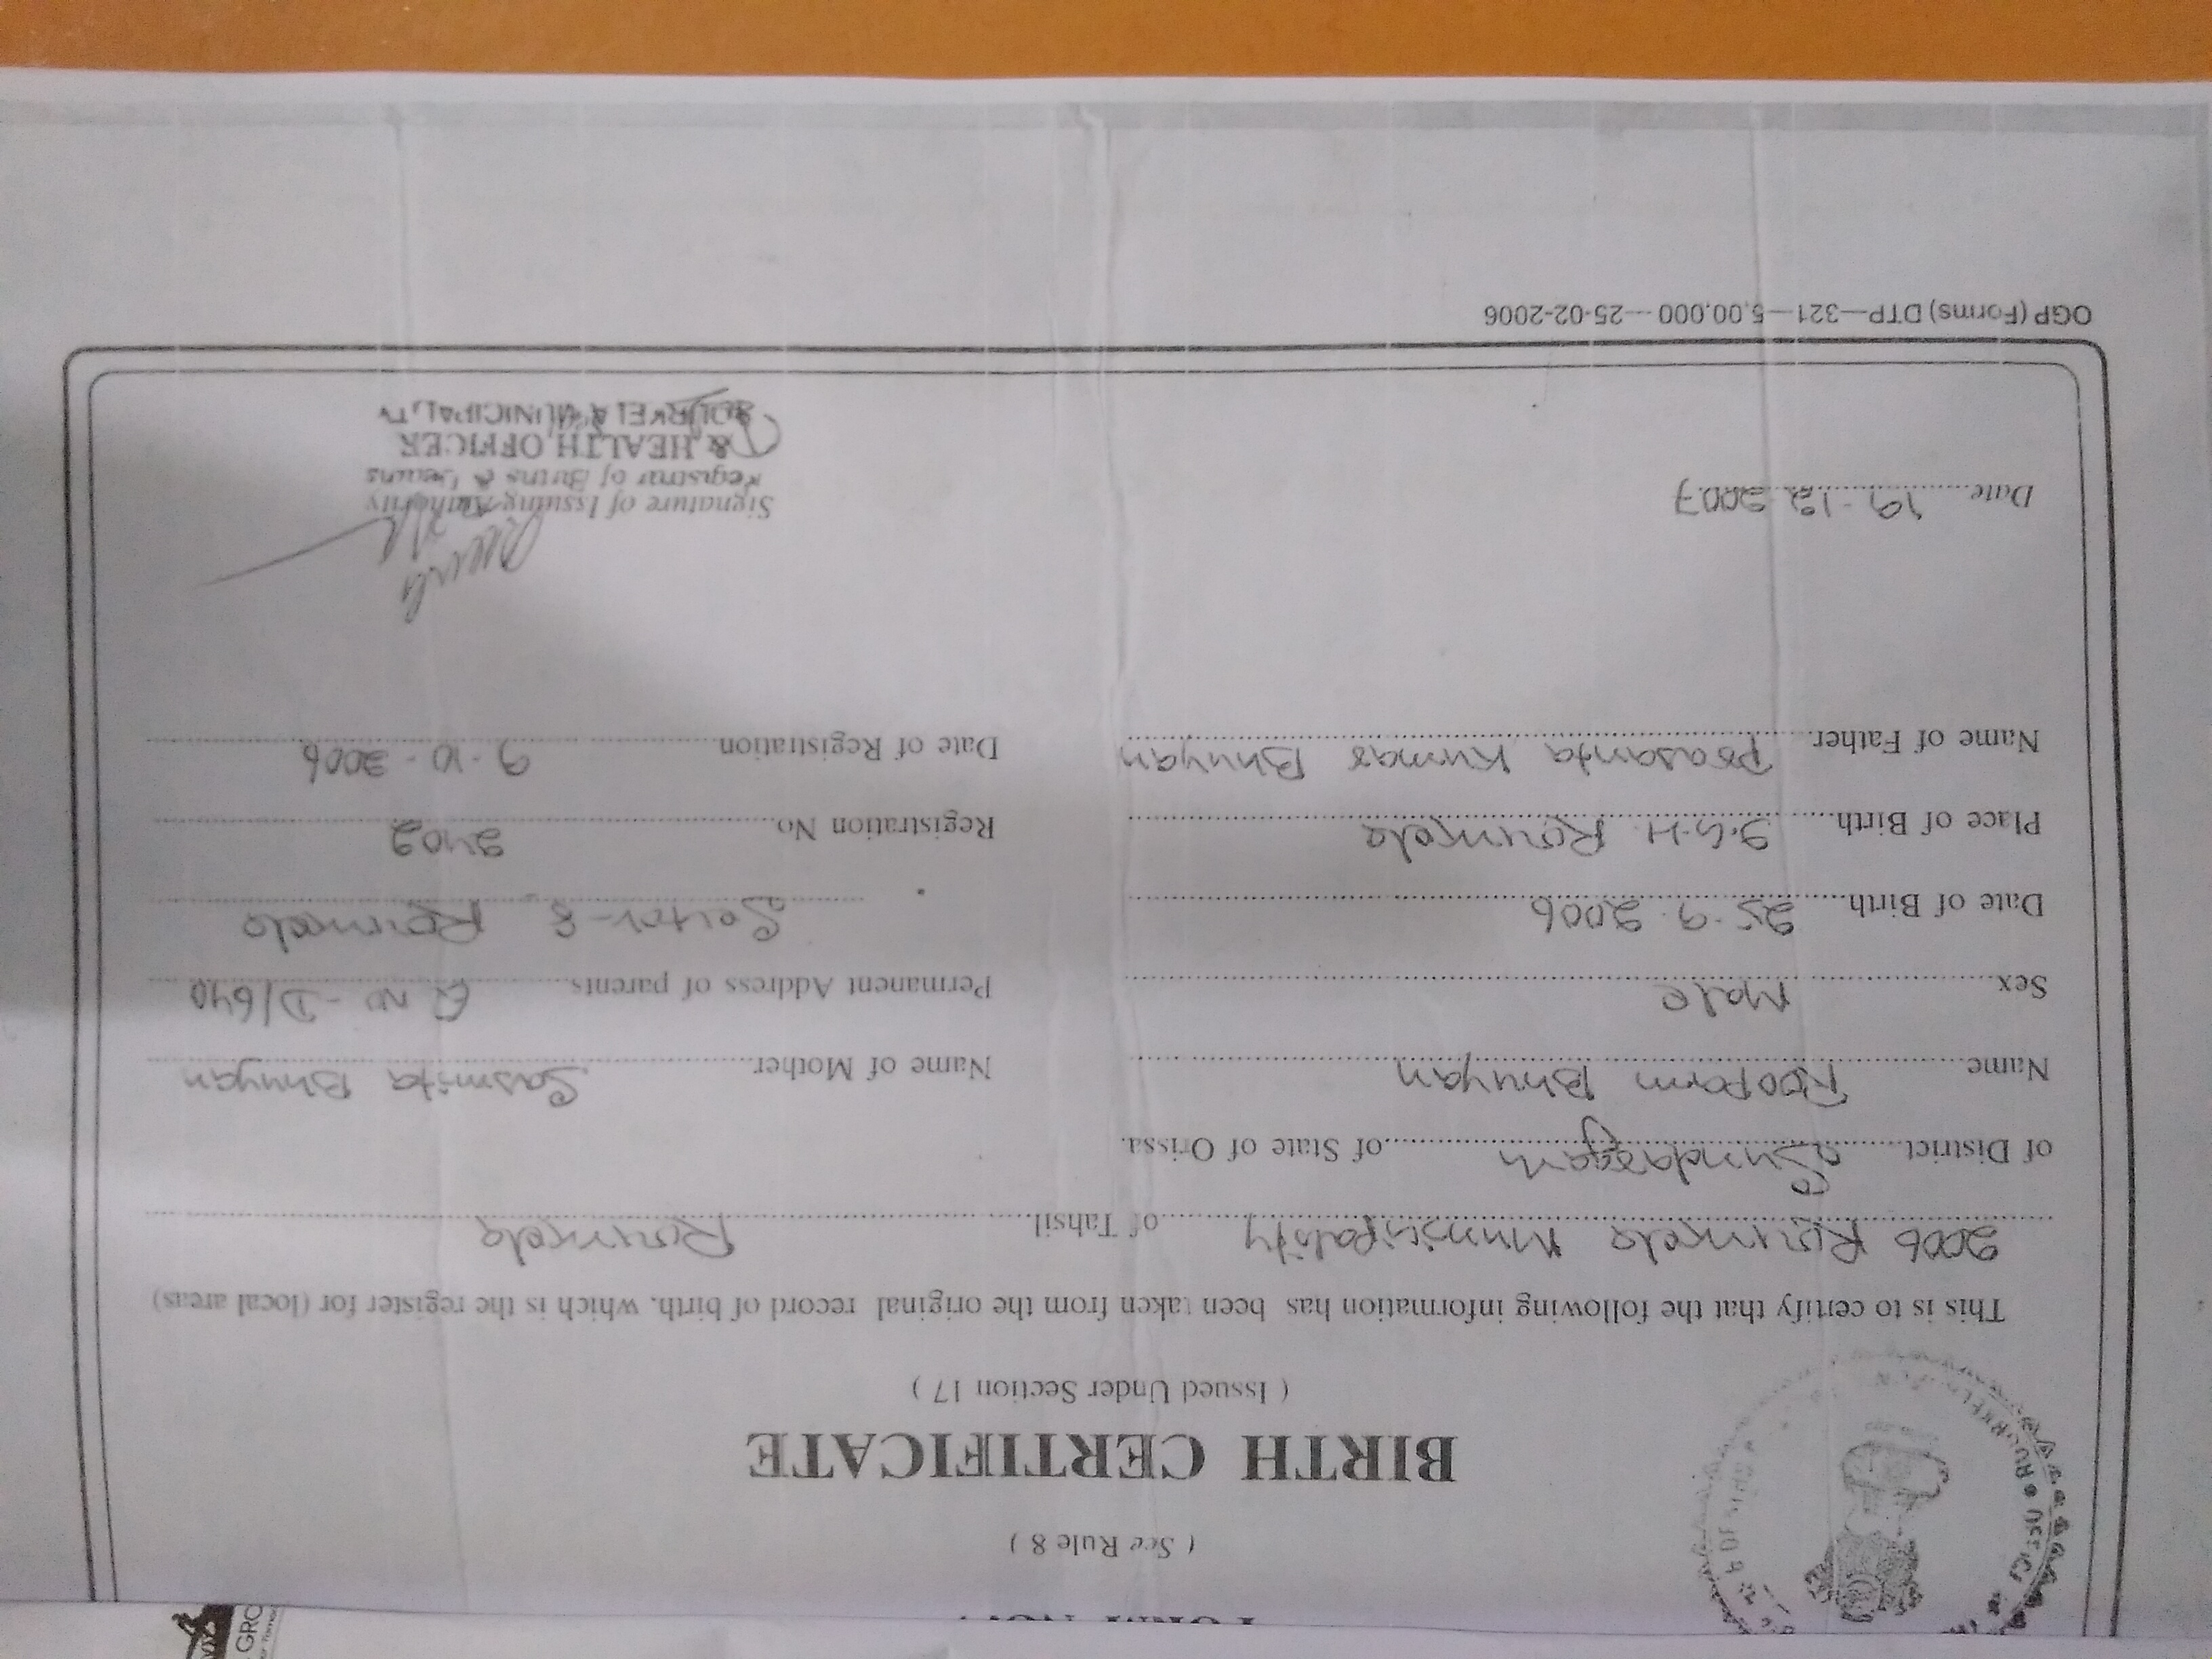 ( See Rule 8 )
BIRTH CERTIFICATE
( Issued Under Section 17 )
This is to certify that the following information has been taken from the original record of birth, which is the register for (local areas)
2006 Rourkela Municipality of Tahsil Rourkela
of District Sundargarh of State of Orissa.
Name Bhuyan
Name of Mother Sasmita Bhuyan
Sex Male
Permanent Address of parents Q. No - D/640
Sector-8, Rourkela
Date of Birth 25.9.2006
Place of Birth I.G.H Rourkela
Registration No. 2402
Name of Father Prasanta Kumar Bhuyan
Date of Registration 9.10.2006
Date 19.12.2007
Signature of Issuing Authority
Registrar of Births & Deaths
& HEALTH OFFICER
ROURKELA MUNICIPALITY
OGP (Forms) DTP—321—5,00,000—25-02-2006
GRO